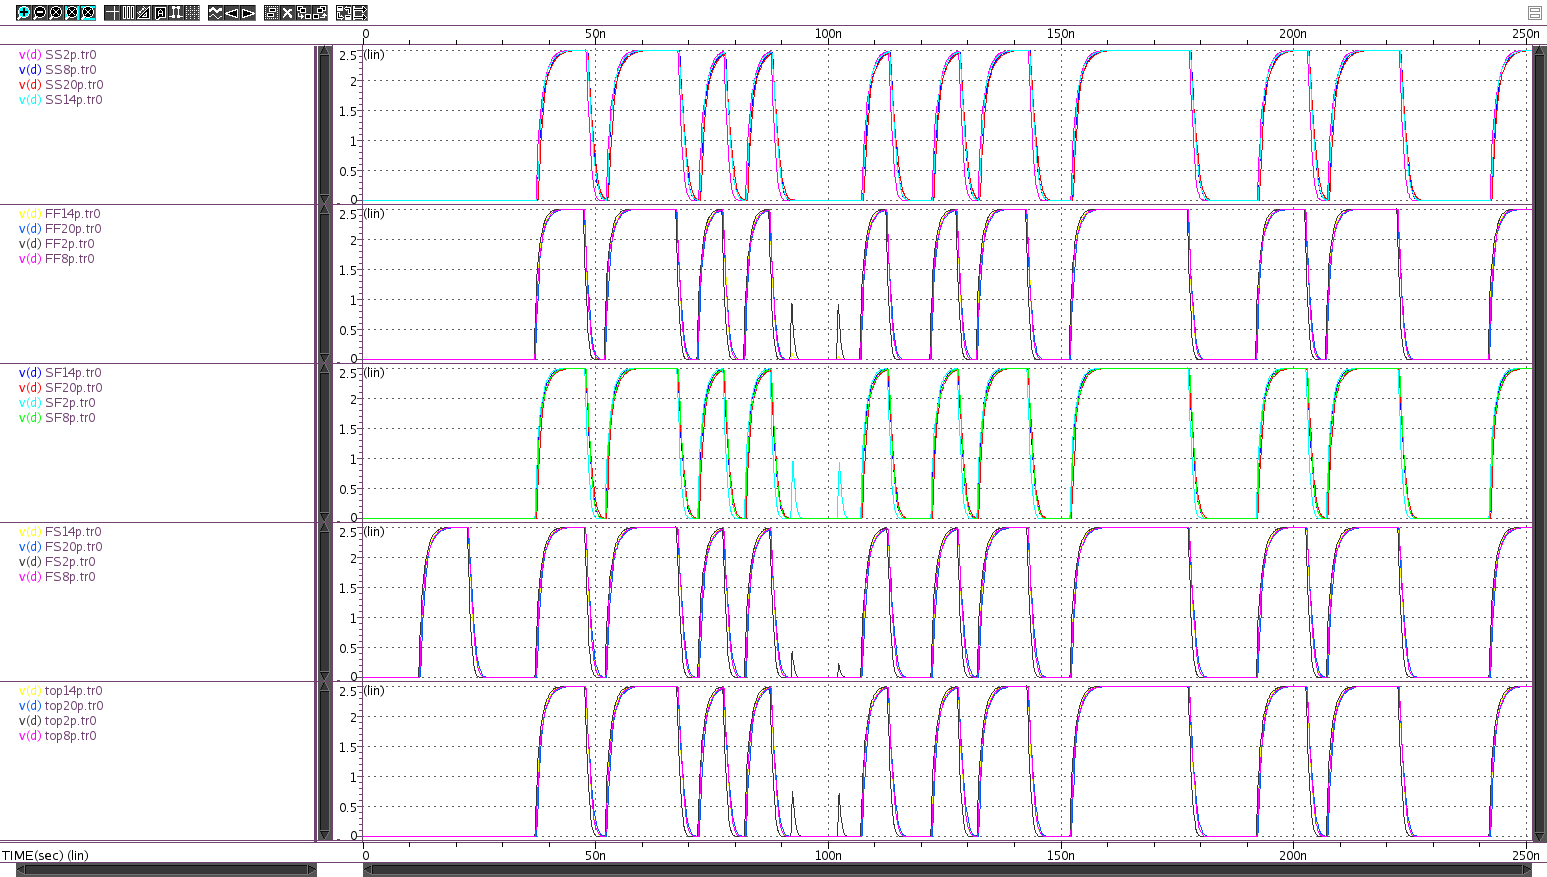 0 50n 100n 150n 200n 250n
v(d) SS2p.tr0
v(d) SS8p.tr0
v(d) SS20p.tr0
v(d) SS14p.tr0
2.5 (lin)
2
1.5
1
0.5
0
v(d) FF14p.tr0
v(d) FF20p.tr0
v(d) FF2p.tr0
v(d) FF8p.tr0
2.5 (lin)
2
1.5
1
0.5
0
v(d) SF14p.tr0
v(d) SF20p.tr0
v(d) SF2p.tr0
v(d) SF8p.tr0
2.5 (lin)
2
1.5
1
0.5
0
v(d) FS14p.tr0
v(d) FS20p.tr0
v(d) FS2p.tr0
v(d) FS8p.tr0
2.5 (lin)
2
1.5
1
0.5
0
v(d) top14p.tr0
v(d) top20p.tr0
v(d) top2p.tr0
v(d) top8p.tr0
2.5 (lin)
2
1.5
1
0.5
0
TIME(sec) (lin)
0 50n 100n 150n 200n 250n